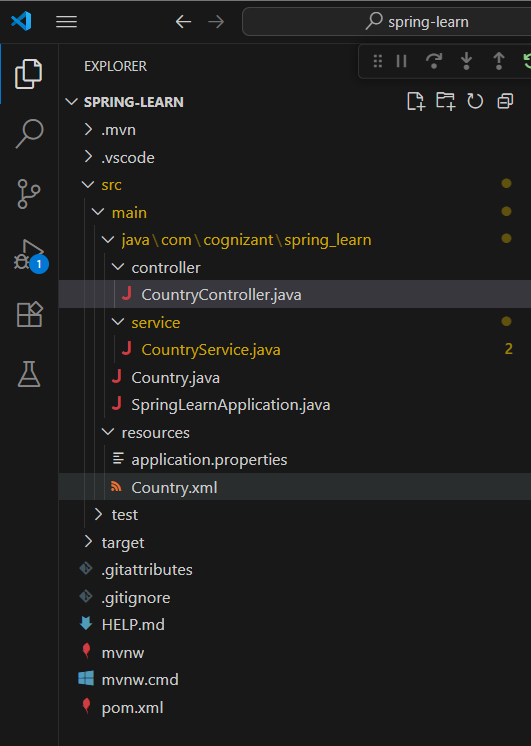 spring-learn
EXPLORER
SPRING-LEARN
.mvn
.vscode
src
main
java\com\cognizant\spring_learn
controller
CountryController.java
service
CountryService.java 2
Country.java
SpringLearnApplication.java
resources
application.properties
Country.xml
test
target
.gitattributes
.gitignore
HELP.md
mvnw
mvnw.cmd
pom.xml
1